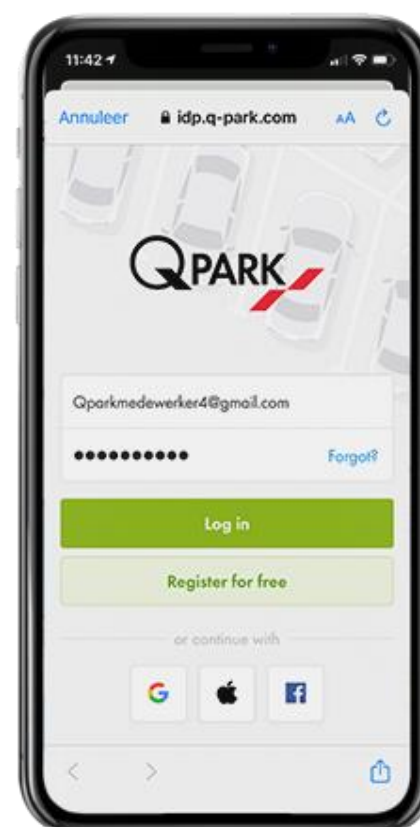 11:42
Annuleer idp.q-park.com AA
QPARK
Qparkmedewerker4@gmail.com
Forgot?
Log in
Register for free
or continue with